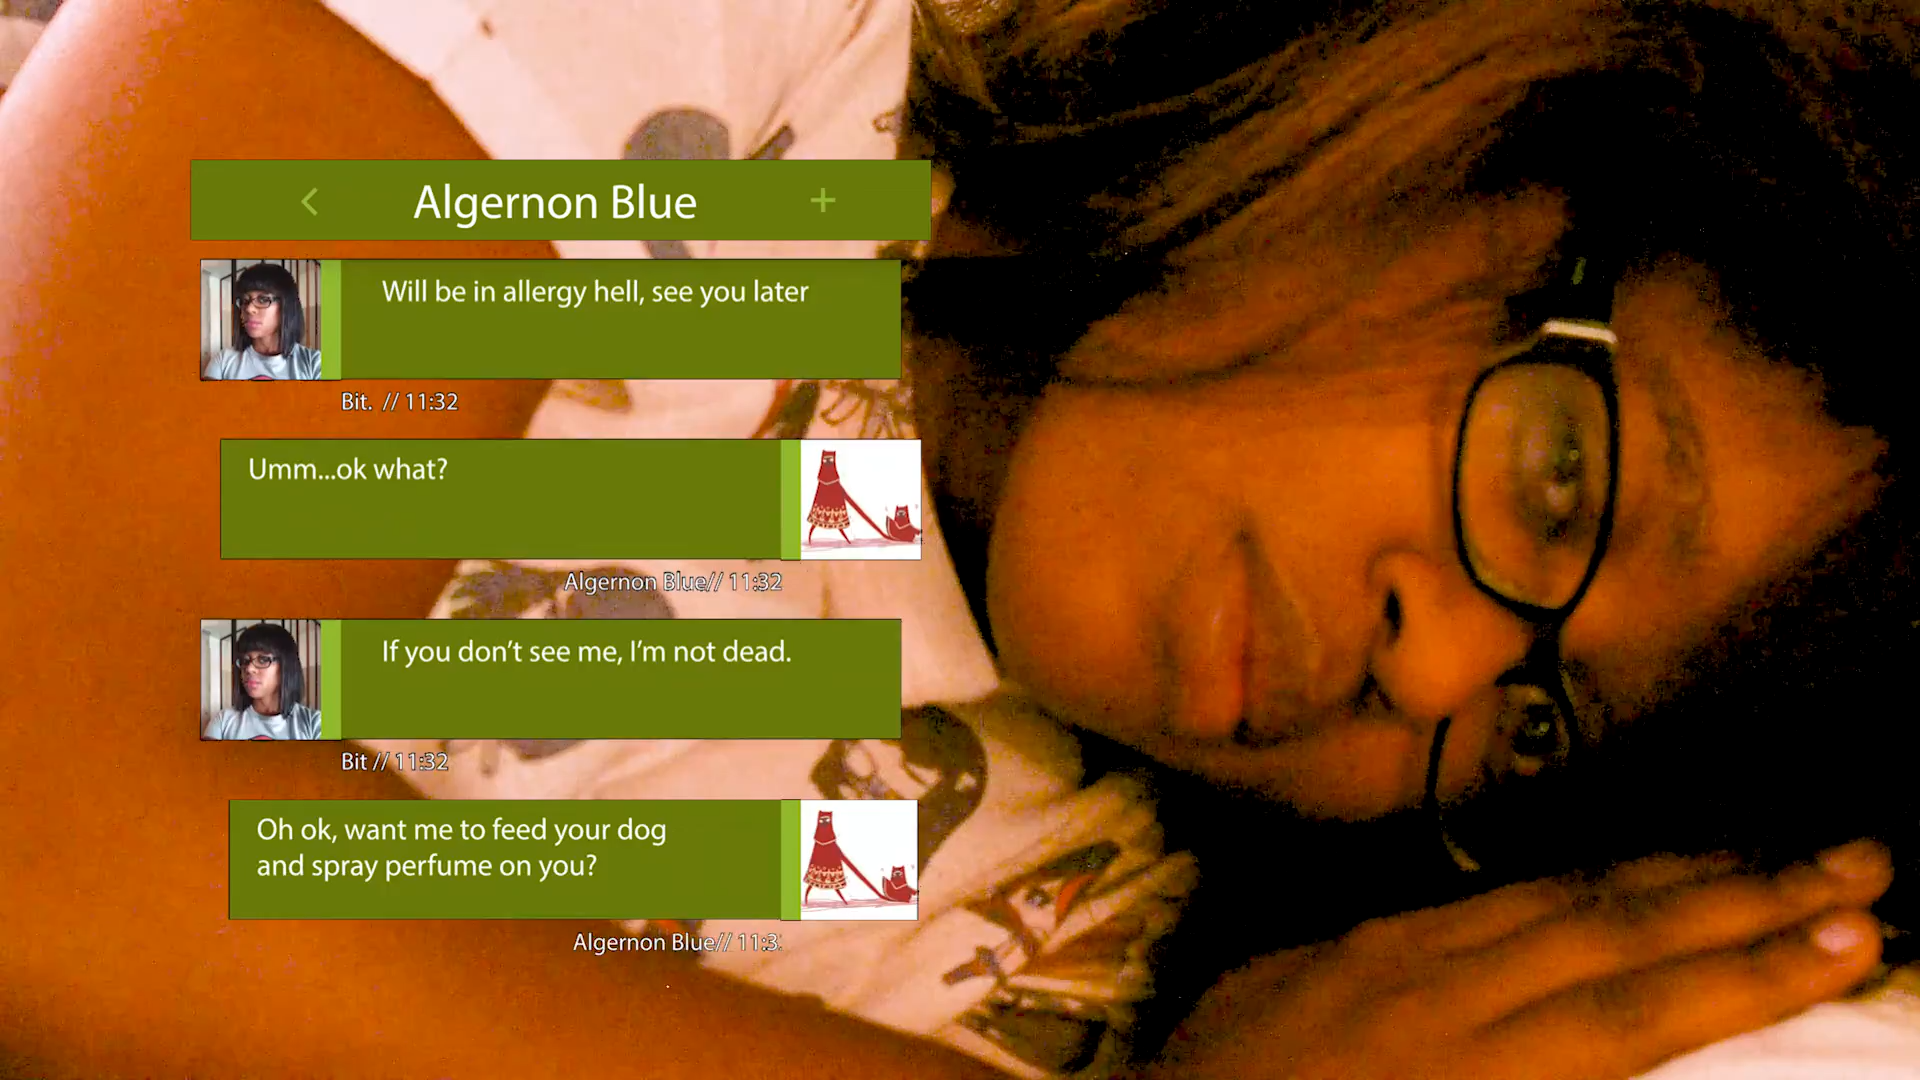 < Algernon Blue +
Will be in allergy hell, see you later
Bit. // 11:32
Umm...ok what?
Algernon Blue// 11:32
If you don't see me, I'm not dead.
Bit // 11:32
Oh ok, want me to feed your dog
and spray perfume on you?
Algernon Blue// 11:3